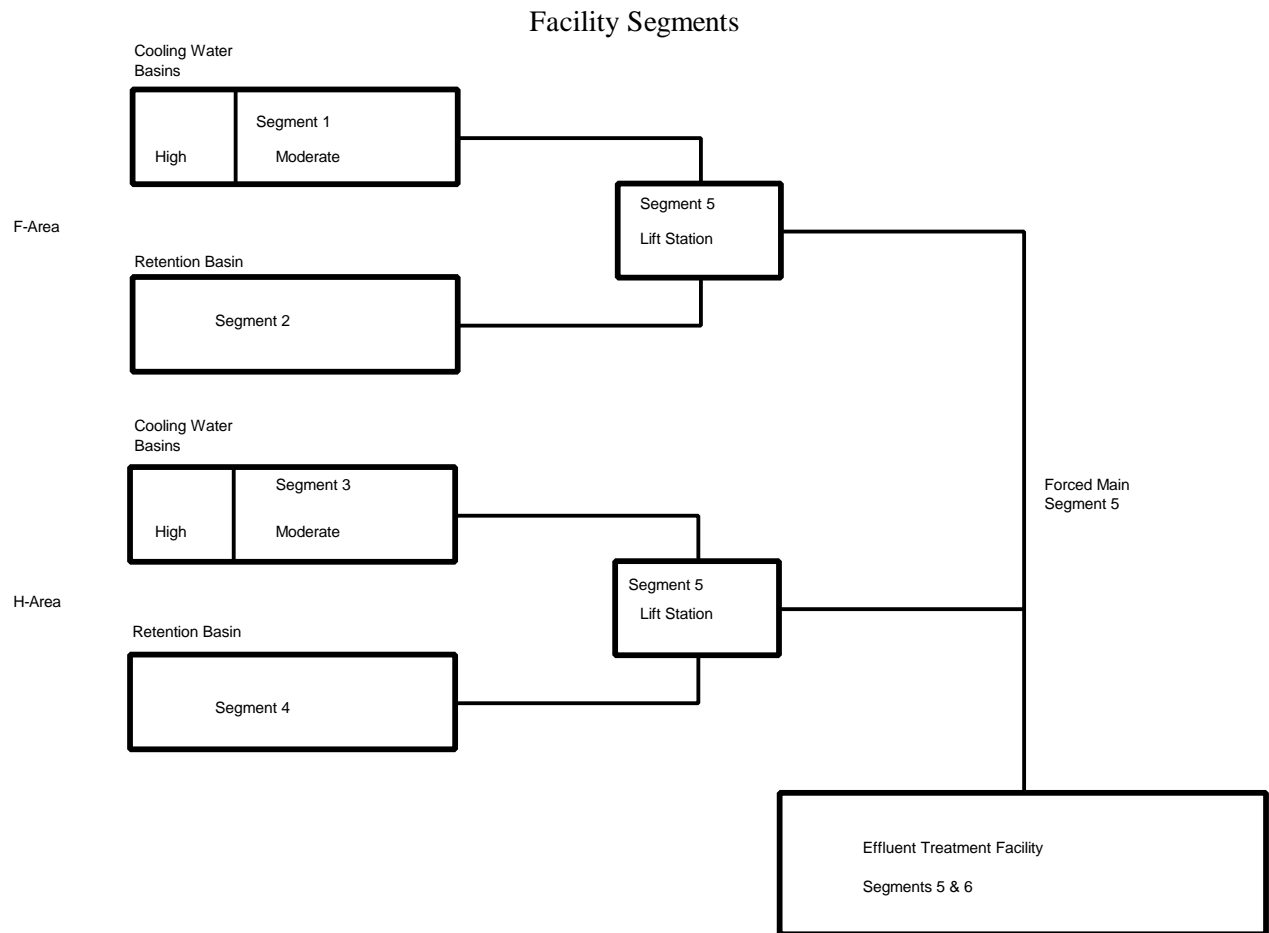 Facility Segments
Cooling Water
Basins
Segment 1
High
Moderate
Segment 5
Lift Station
F-Area
Retention Basin
Segment 2
Cooling Water
Basins
Segment 3
High
Moderate
Forced Main
Segment 5
Segment 5
Lift Station
H-Area
Retention Basin
Segment 4
Effluent Treatment Facility
Segments 5 & 6